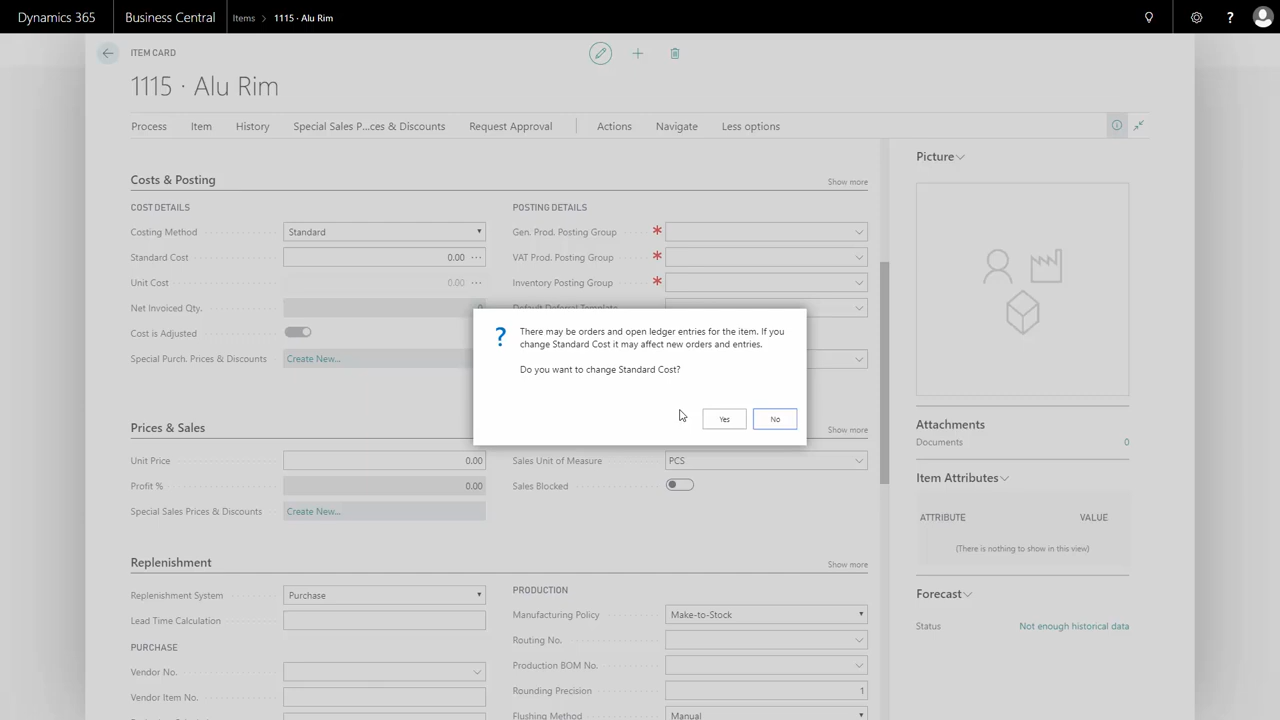 Dynamics 365
Business Central
Items > 1115 · Alu Rim
ITEM CARD
1115 · Alu Rim
Process
Item
History
Special Sales P...ces & Discounts
Request Approval
Actions
Navigate
Less options
Costs & Posting
Show more
COST DETAILS
Costing Method
Standard
Standard Cost
0.00
Unit Cost
0.00
Net Invoiced Qty.
Cost is Adjusted
Special Purch. Prices & Discounts
Create New...
POSTING DETAILS
Gen. Prod. Posting Group
*
VAT Prod. Posting Group
*
Inventory Posting Group
*
Default Deferral Template
?
There may be orders and open ledger entries for the item. If you
change Standard Cost it may affect new orders and entries.
Do you want to change Standard Cost?
Yes
No
Prices & Sales
Show more
Unit Price
0.00
Profit %
0.00
Special Sales Prices & Discounts
Create New...
Sales Unit of Measure
PCS
Sales Blocked
Replenishment
Show more
Replenishment System
Purchase
Lead Time Calculation
PURCHASE
Vendor No.
Vendor Item No.
PRODUCTION
Manufacturing Policy
Make-to-Stock
Routing No.
Production BOM No.
Rounding Precision
1
Flushing Method
Manual
Picture
Attachments
Documents
0
Item Attributes
ATTRIBUTE
VALUE
(There is nothing to show in this view)
Forecast
Status
Not enough historical data